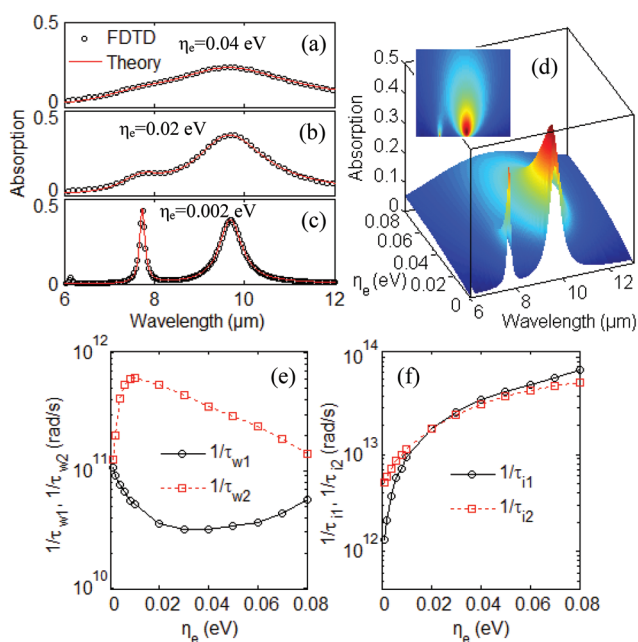 0.5
FDTD
Theory
ηe=0.04 eV
(a)
0
0.5
ηe=0.02 eV
(b)
Absorption
0
0.5
ηe=0.002 eV
(c)
0
6 8 10 12
Wavelength (μm)
(d)
0.5
0.4
0.3
0.2
0.1
0
Absorption
0.08
0.06
0.04
0.02
0
ηe (eV)
6 8 10 12
Wavelength (μm)
10^12
10^11
10^10
1/τw1, 1/τw2 (rad/s)
(e)
1/τw1
1/τw2
0 0.02 0.04 0.06 0.08
ηe (eV)
10^14
10^13
10^12
1/τi1, 1/τi2 (rad/s)
(f)
1/τi1
1/τi2
0 0.02 0.04 0.06 0.08
ηe (eV)